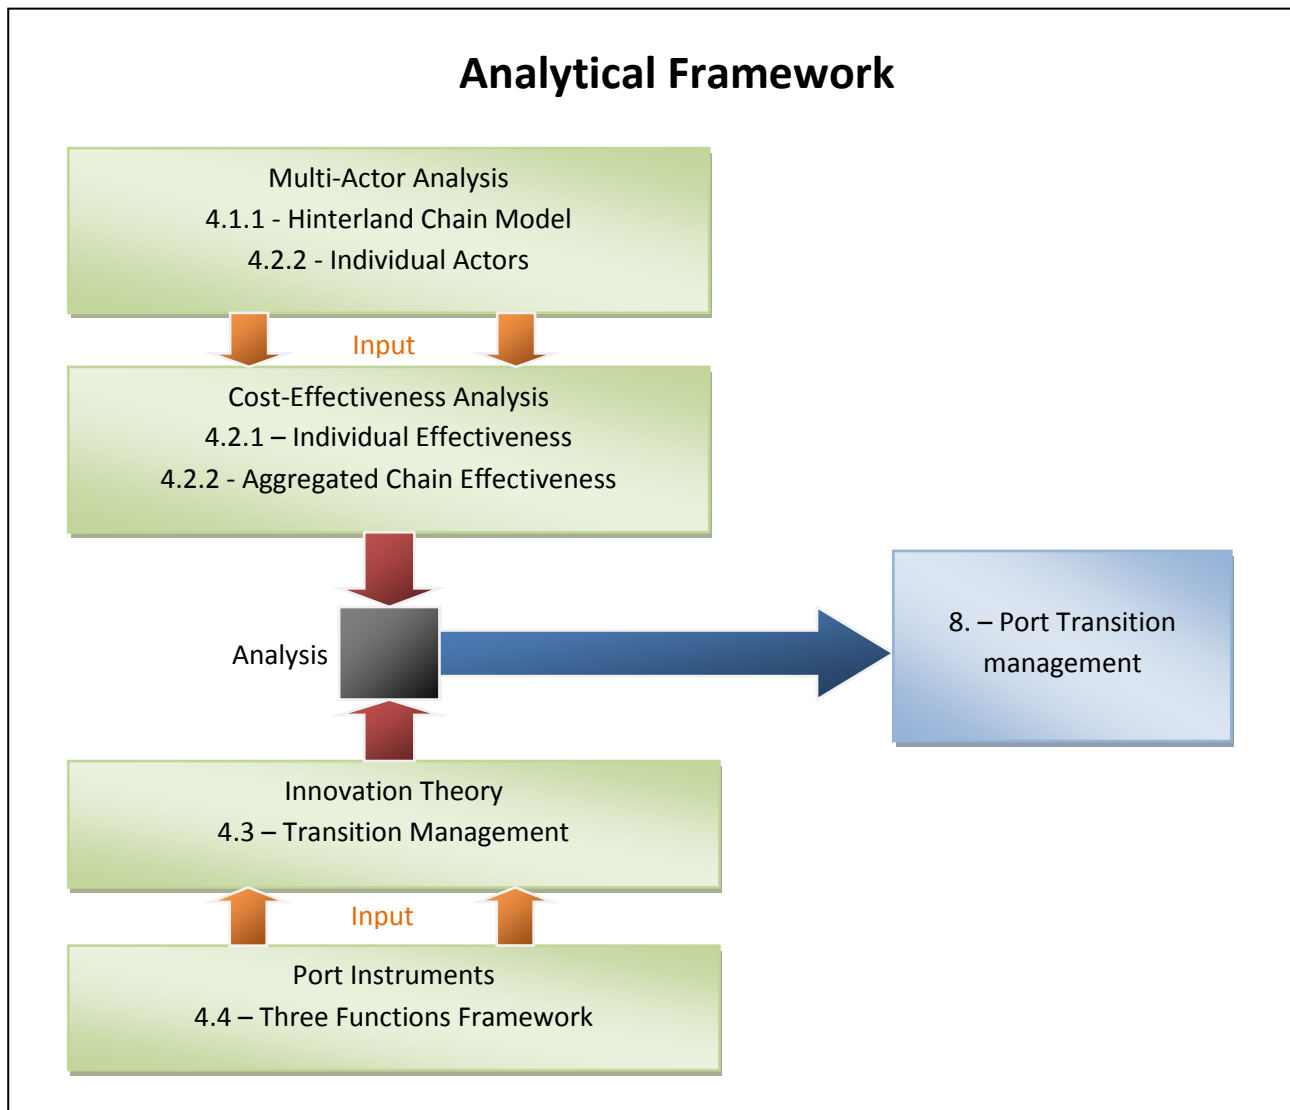 Analytical Framework
Multi-Actor Analysis
4.1.1 - Hinterland Chain Model
4.2.2 - Individual Actors
Input
Cost-Effectiveness Analysis
4.2.1 – Individual Effectiveness
4.2.2 - Aggregated Chain Effectiveness
Analysis
8. – Port Transition
management
Innovation Theory
4.3 – Transition Management
Input
Port Instruments
4.4 – Three Functions Framework